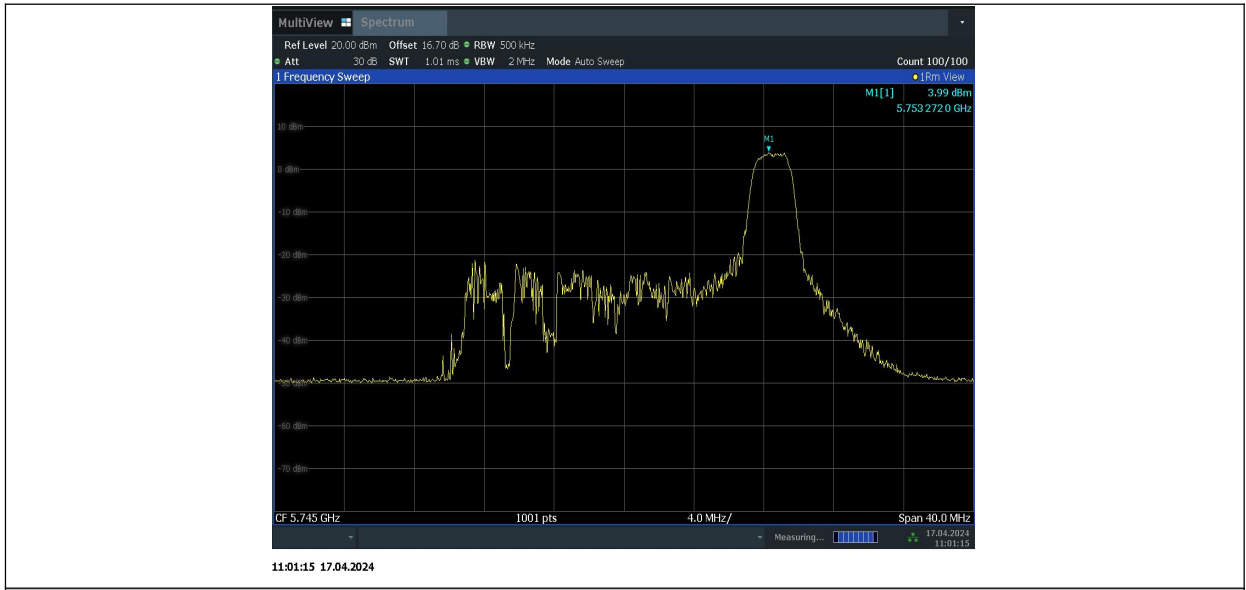 MultiView Spectrum
Ref Level 20.00 dBm Offset 16.70 dB RBW 500 kHz
Att 30 dB SWT 1.01 ms VBW 2 MHz Mode Auto Sweep Count 100/100
1 Frequency Sweep 1Rm View
M1[1] 3.99 dBm
5.753 272 0 GHz
10 dBm
M1
0 dBm
-10 dBm
-20 dBm
-30 dBm
-40 dBm
-50 dBm
-60 dBm
-70 dBm
CF 5.745 GHz 1001 pts 4.0 MHz/ Span 40.0 MHz
Measuring... 17.04.2024
11:01:15
11:01:15 17.04.2024